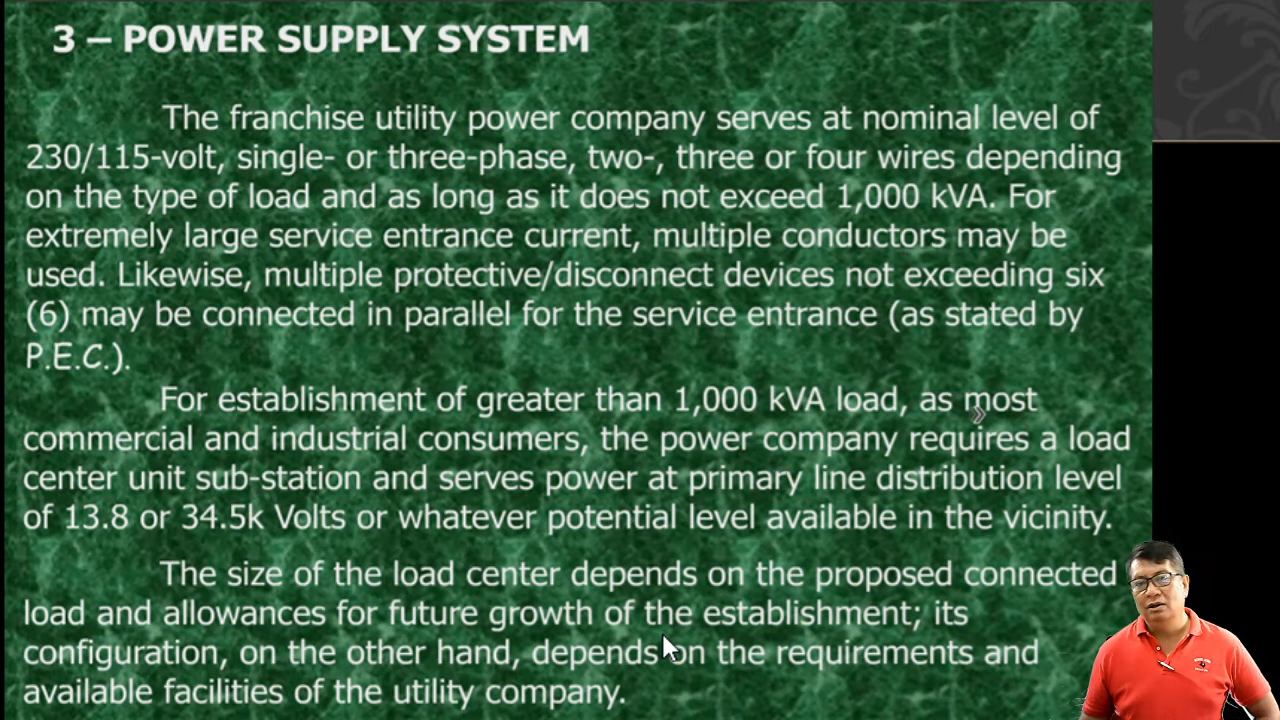 3 – POWER SUPPLY SYSTEM
The franchise utility power company serves at nominal level of
230/115-volt, single- or three-phase, two-, three or four wires depending
on the type of load and as long as it does not exceed 1,000 kVA. For
extremely large service entrance current, multiple conductors may be
used. Likewise, multiple protective/disconnect devices not exceeding six
(6) may be connected in parallel for the service entrance (as stated by
P.E.C.).
For establishment of greater than 1,000 kVA load, as most
commercial and industrial consumers, the power company requires a load
center unit sub-station and serves power at primary line distribution level
of 13.8 or 34.5k Volts or whatever potential level available in the vicinity.
The size of the load center depends on the proposed connected
load and allowances for future growth of the establishment; its
configuration, on the other hand, depends on the requirements and
available facilities of the utility company.